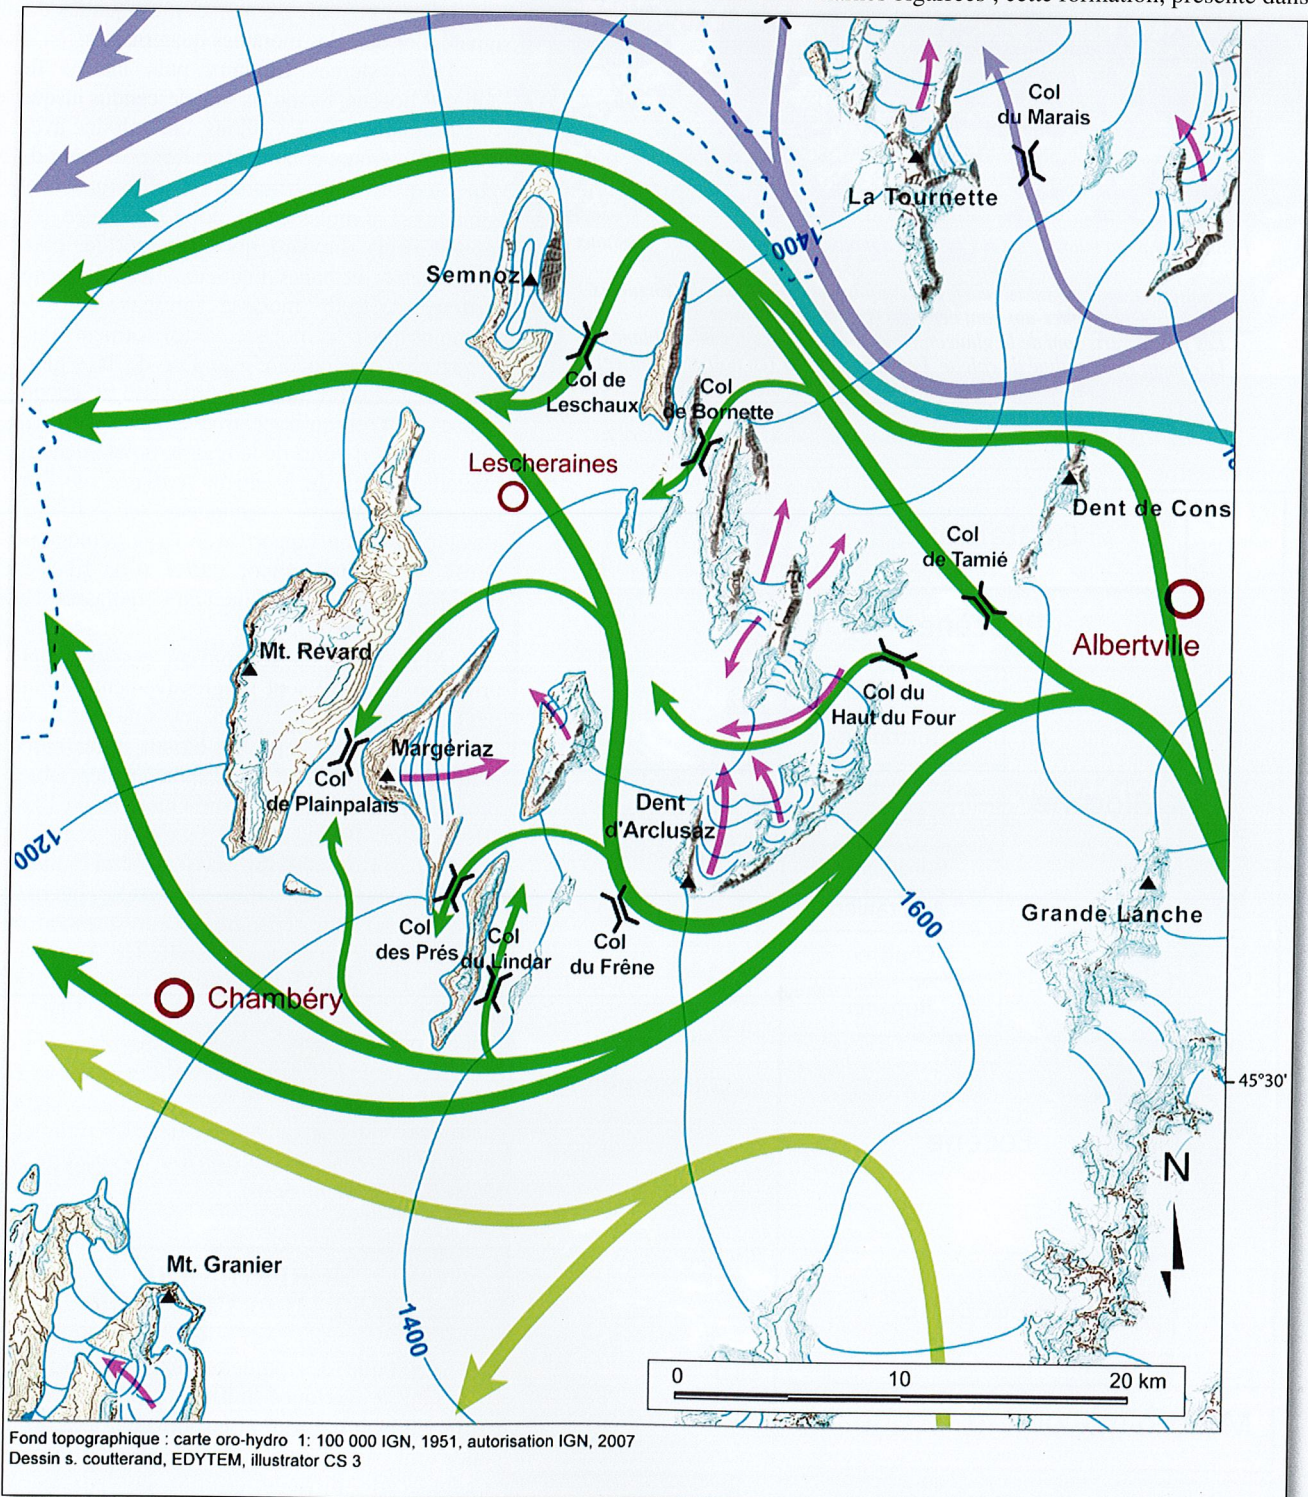 cette formation, présente dans
Col
du Marais
La Tournette
1400
Semnoz
Col de
Leschaux
Col
de Bornette
Lescheraines
Dent de Cons
Col
de Tamié
Albertville
Mt. Revard
Col du
Haut du Four
Margériaz
Col
de Plainpalais
Dent
d'Arclusaz
1200
1600
Grande Lanche
Col
des Prés
Col
du Lindar
Col
du Frêne
Chambéry
45°30'
N
Mt. Granier
1400
0 10 20 km
Fond topographique : carte oro-hydro 1: 100 000 IGN, 1951, autorisation IGN, 2007
Dessin s. coutterand, EDYTEM, illustrator CS 3